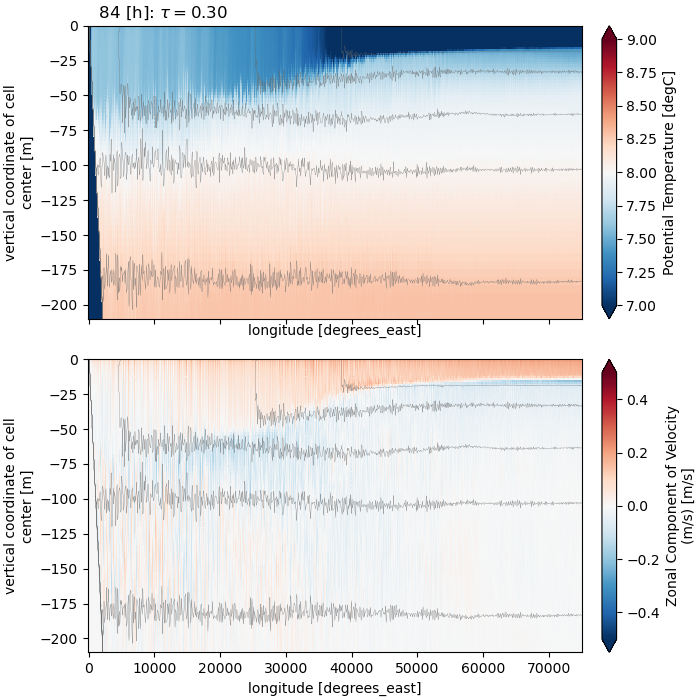 84 [h]: τ = 0.30
0
−25
−50
−75
−100
−125
−150
−175
−200
vertical coordinate of cell
center [m]
longitude [degrees_east]
9.00
8.75
8.50
8.25
8.00
7.75
7.50
7.25
7.00
Potential Temperature [degC]
0
−25
−50
−75
−100
−125
−150
−175
−200
vertical coordinate of cell
center [m]
0 10000 20000 30000 40000 50000 60000 70000
longitude [degrees_east]
0.4
0.2
0.0
−0.2
−0.4
Zonal Component of Velocity
(m/s) [m/s]